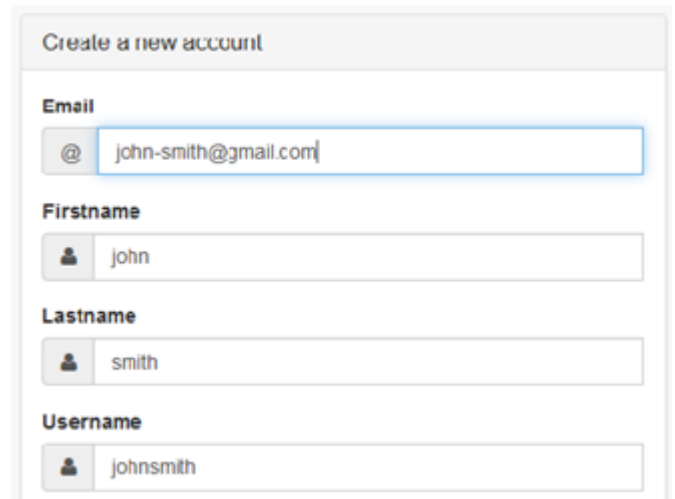 Create a new account
Email
@ john-smith@gmail.com
Firstname
john
Lastname
smith
Username
johnsmith